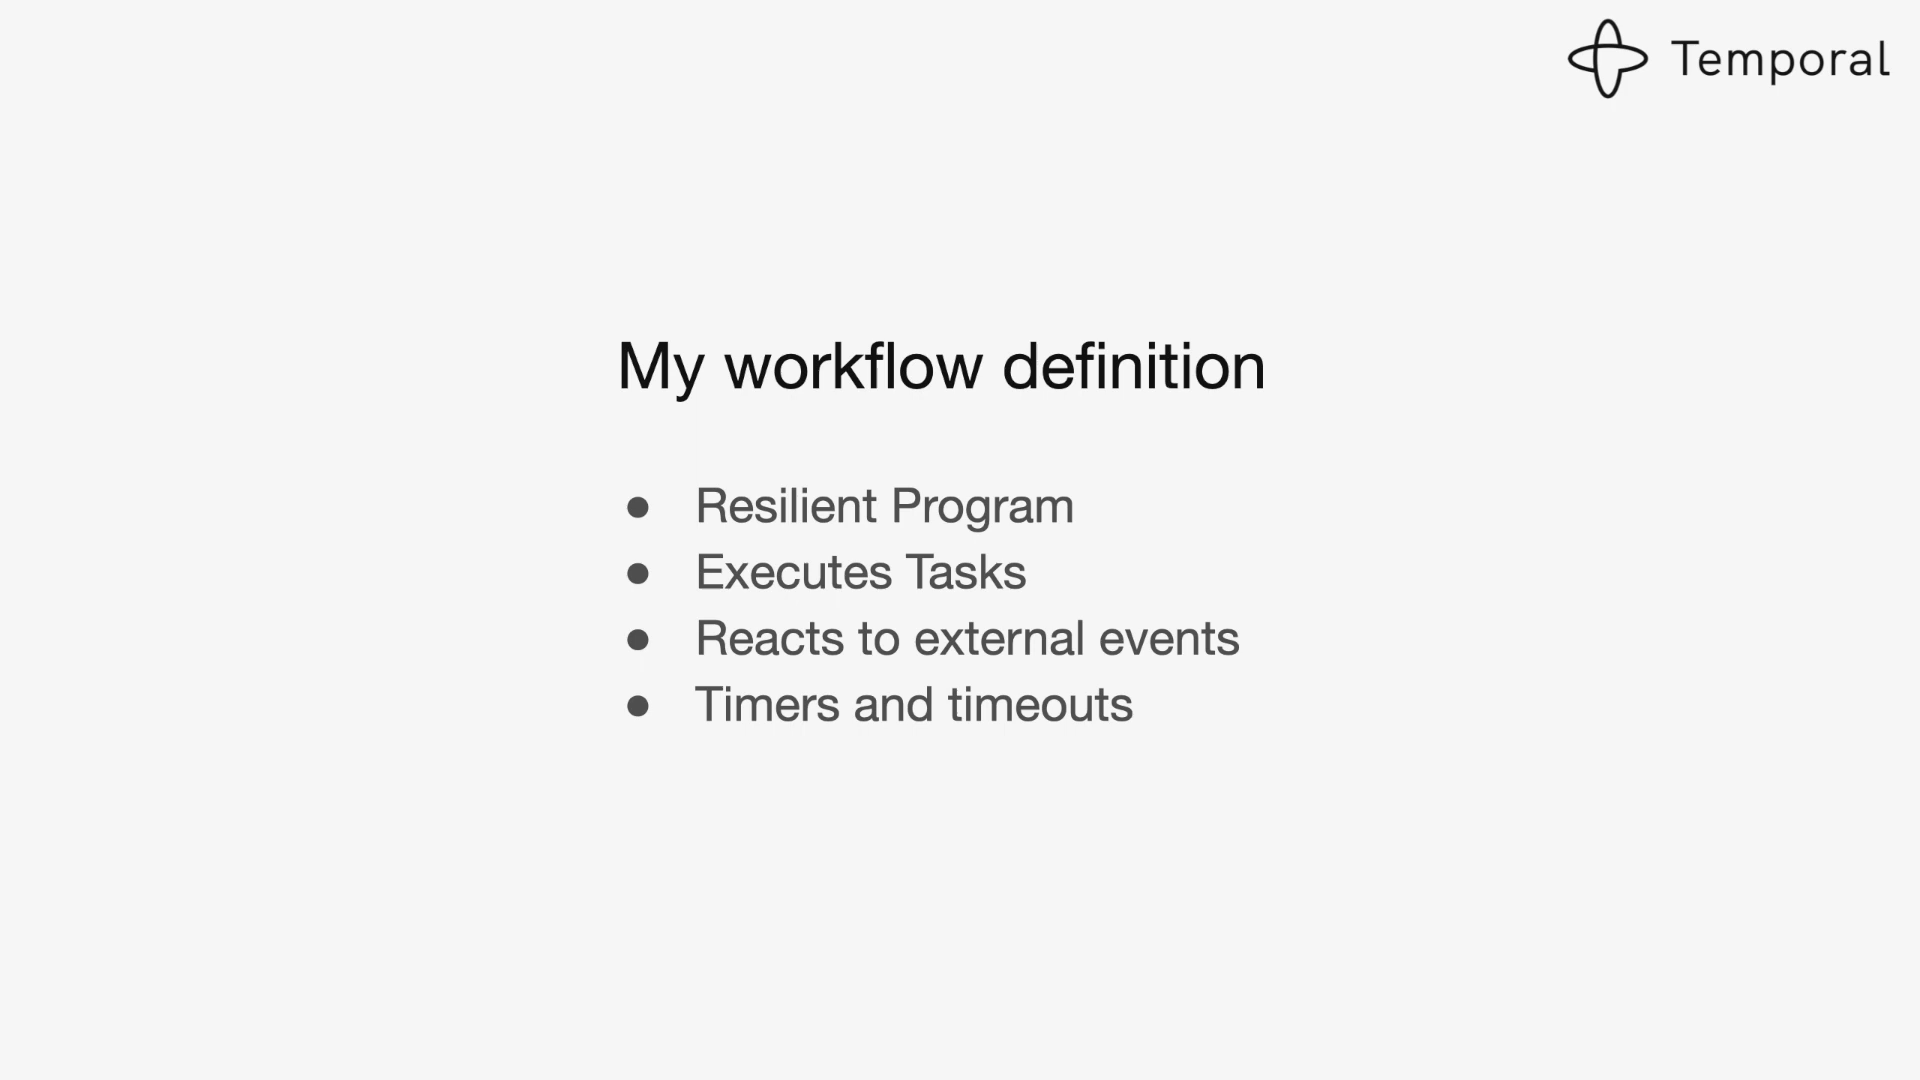 Temporal
My workflow definition
● Resilient Program
● Executes Tasks
● Reacts to external events
● Timers and timeouts